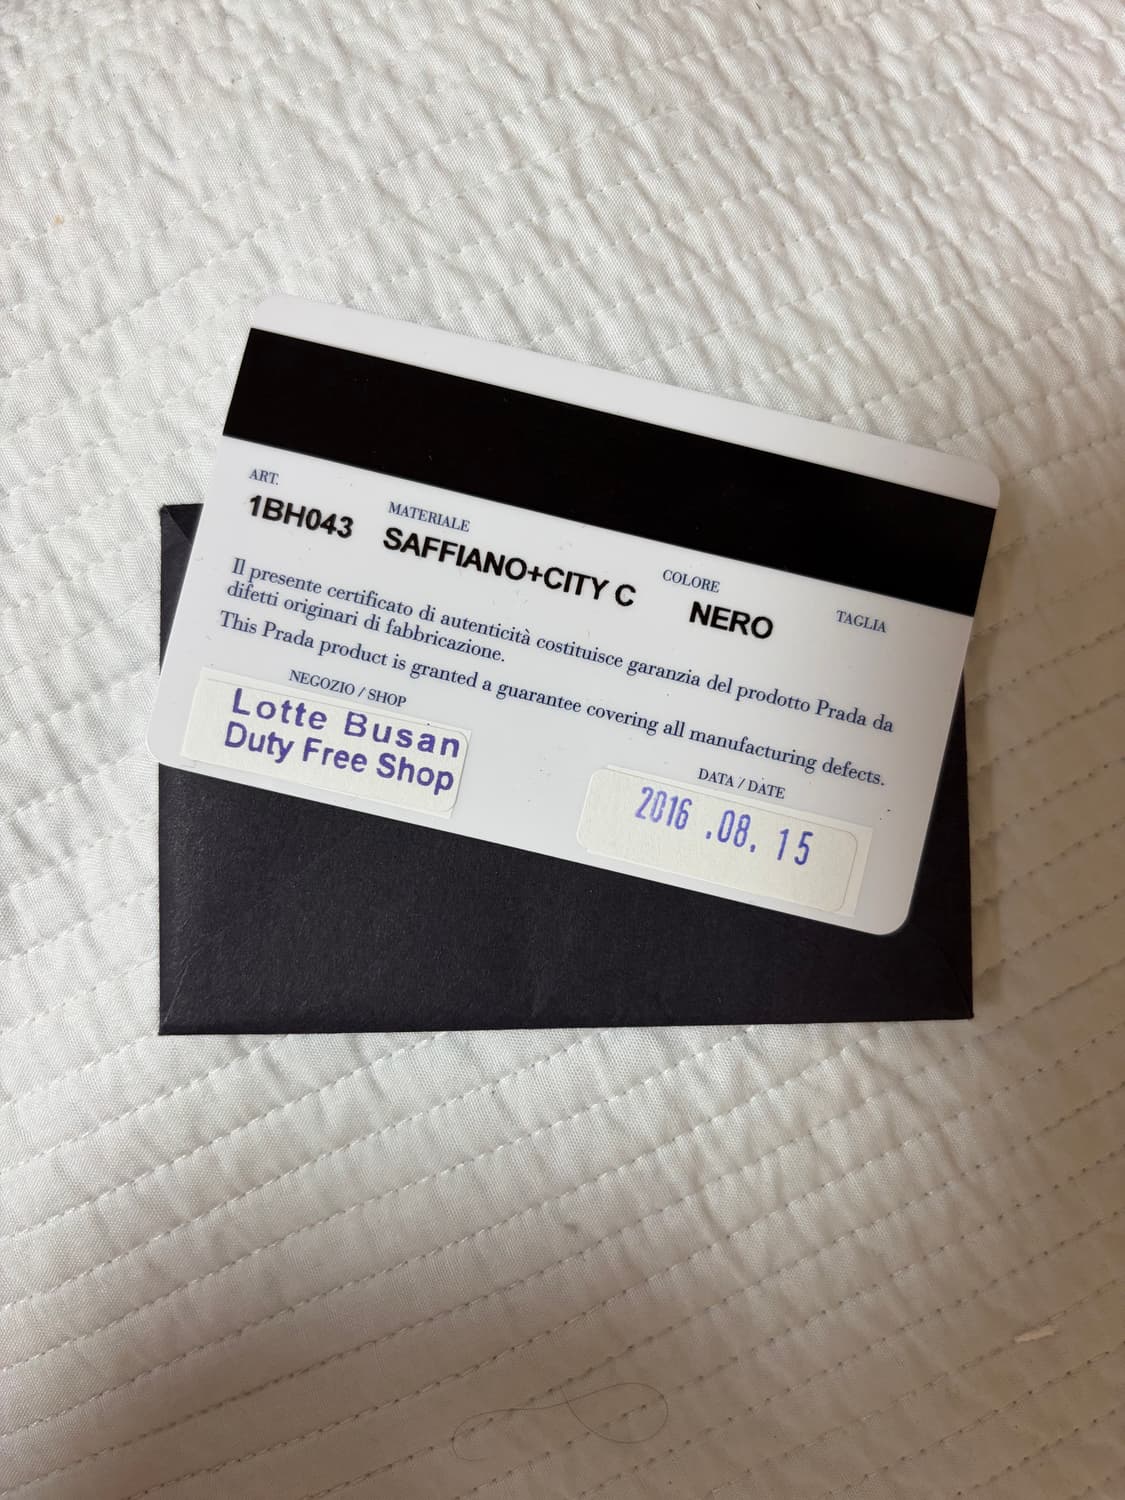 ART.
1BH043
MATERIALE
SAFFIANO+CITY C
COLORE
NERO
TAGLIA
Il presente certificato di autenticità costituisce garanzia del prodotto Prada da
difetti originari di fabbricazione.
This Prada product is granted a guarantee covering all manufacturing defects.
NEGOZIO / SHOP
Lotte Busan
Duty Free Shop
DATA / DATE
2016 .08. 15